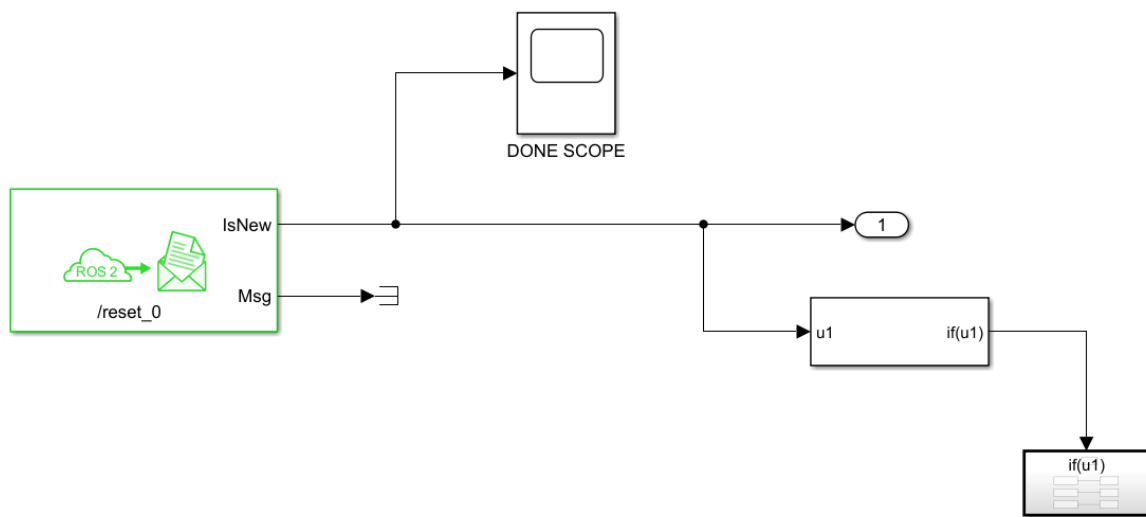 DONE SCOPE
IsNew
ROS 2
Msg
/reset_0
1
u1
if(u1)
if(u1)